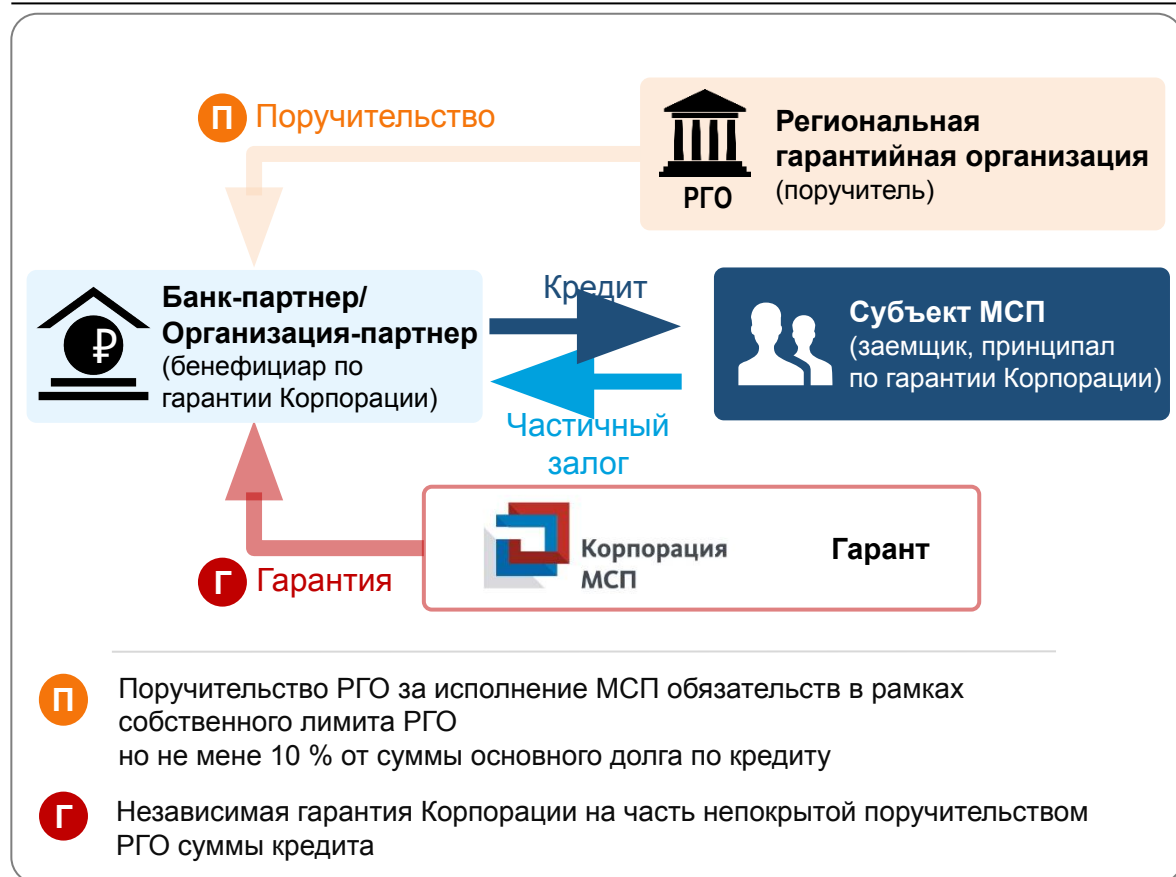 П Поручительство
РГО
Региональная
гарантийная организация
(поручитель)
Банк-партнер/
Организация-партнер
(бенефициар по
гарантии Корпорации)
₽
Кредит
Частичный
залог
Субъект МСП
(заемщик, принципал
по гарантии Корпорации)
Г Гарантия
Корпорация
МСП
Гарант
П Поручительство РГО за исполнение МСП обязательств в рамках
собственного лимита РГО
но не мене 10 % от суммы основного долга по кредиту
Г Независимая гарантия Корпорации на часть непокрытой поручительством
РГО суммы кредита